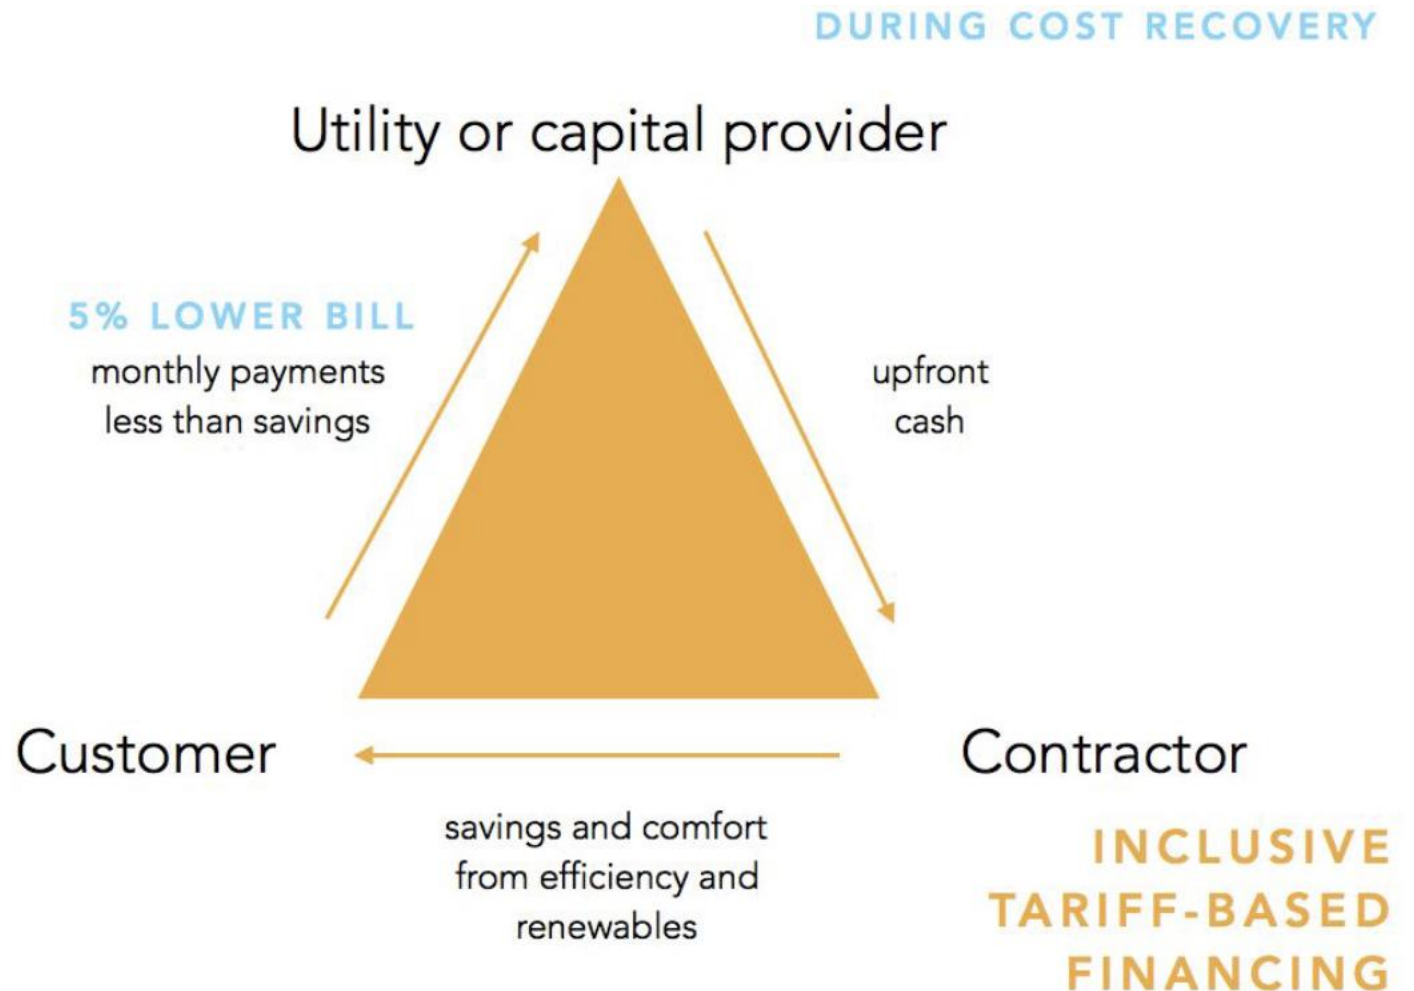 DURING COST RECOVERY
Utility or capital provider
5% LOWER BILL
monthly payments
less than savings
upfront
cash
Customer
Contractor
savings and comfort
from efficiency and
renewables
INCLUSIVE
TARIFF-BASED
FINANCING